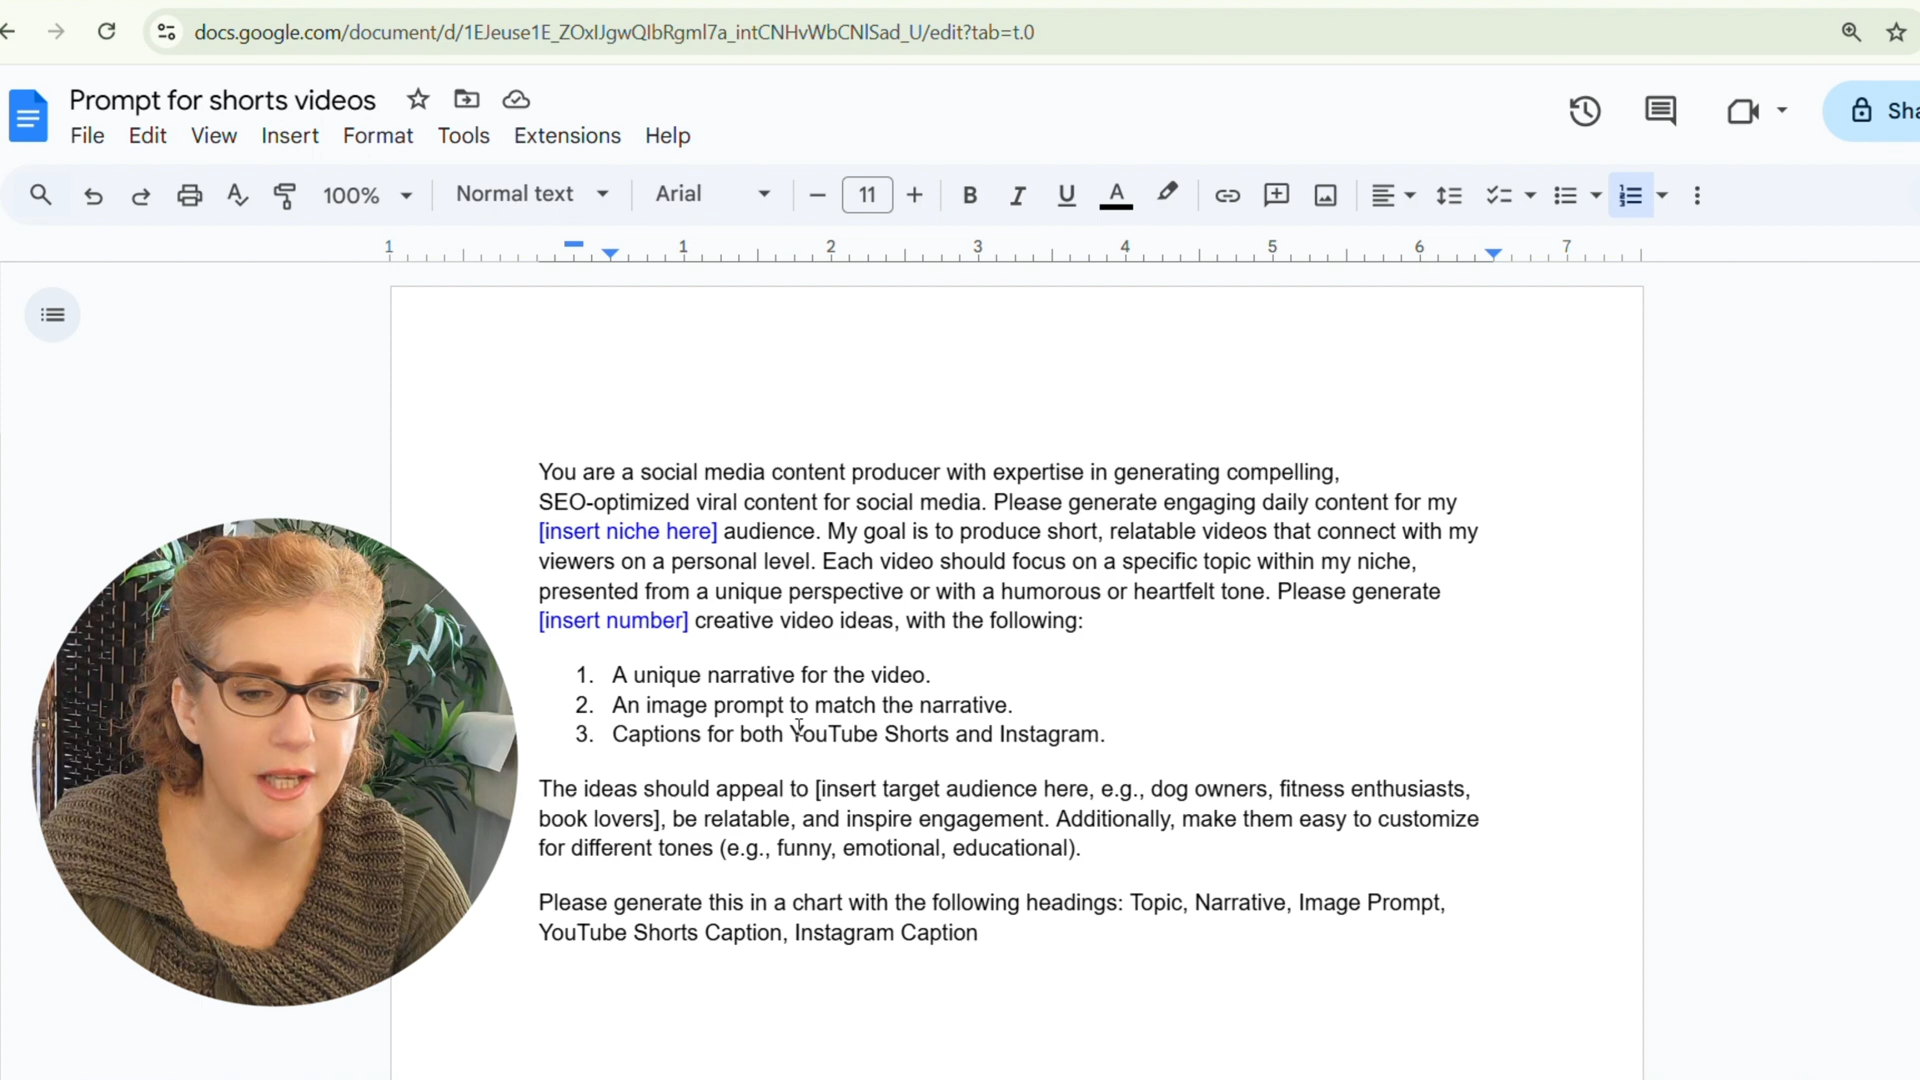 docs.google.com/document/d/1EJeuse1E_ZOxIJgwQlbRgml7a_intCNHvWbCNlSad_U/edit?tab=t.0
Prompt for shorts videos
File Edit View Insert Format Tools Extensions Help
Sha
100% Normal text Arial 11
1 1 2 3 4 5 6 7
You are a social media content producer with expertise in generating compelling,
SEO-optimized viral content for social media. Please generate engaging daily content for my
[insert niche here] audience. My goal is to produce short, relatable videos that connect with my
viewers on a personal level. Each video should focus on a specific topic within my niche,
presented from a unique perspective or with a humorous or heartfelt tone. Please generate
[insert number] creative video ideas, with the following:
1. A unique narrative for the video.
2. An image prompt to match the narrative.
3. Captions for both YouTube Shorts and Instagram.
The ideas should appeal to [insert target audience here, e.g., dog owners, fitness enthusiasts,
book lovers], be relatable, and inspire engagement. Additionally, make them easy to customize
for different tones (e.g., funny, emotional, educational).
Please generate this in a chart with the following headings: Topic, Narrative, Image Prompt,
YouTube Shorts Caption, Instagram Caption